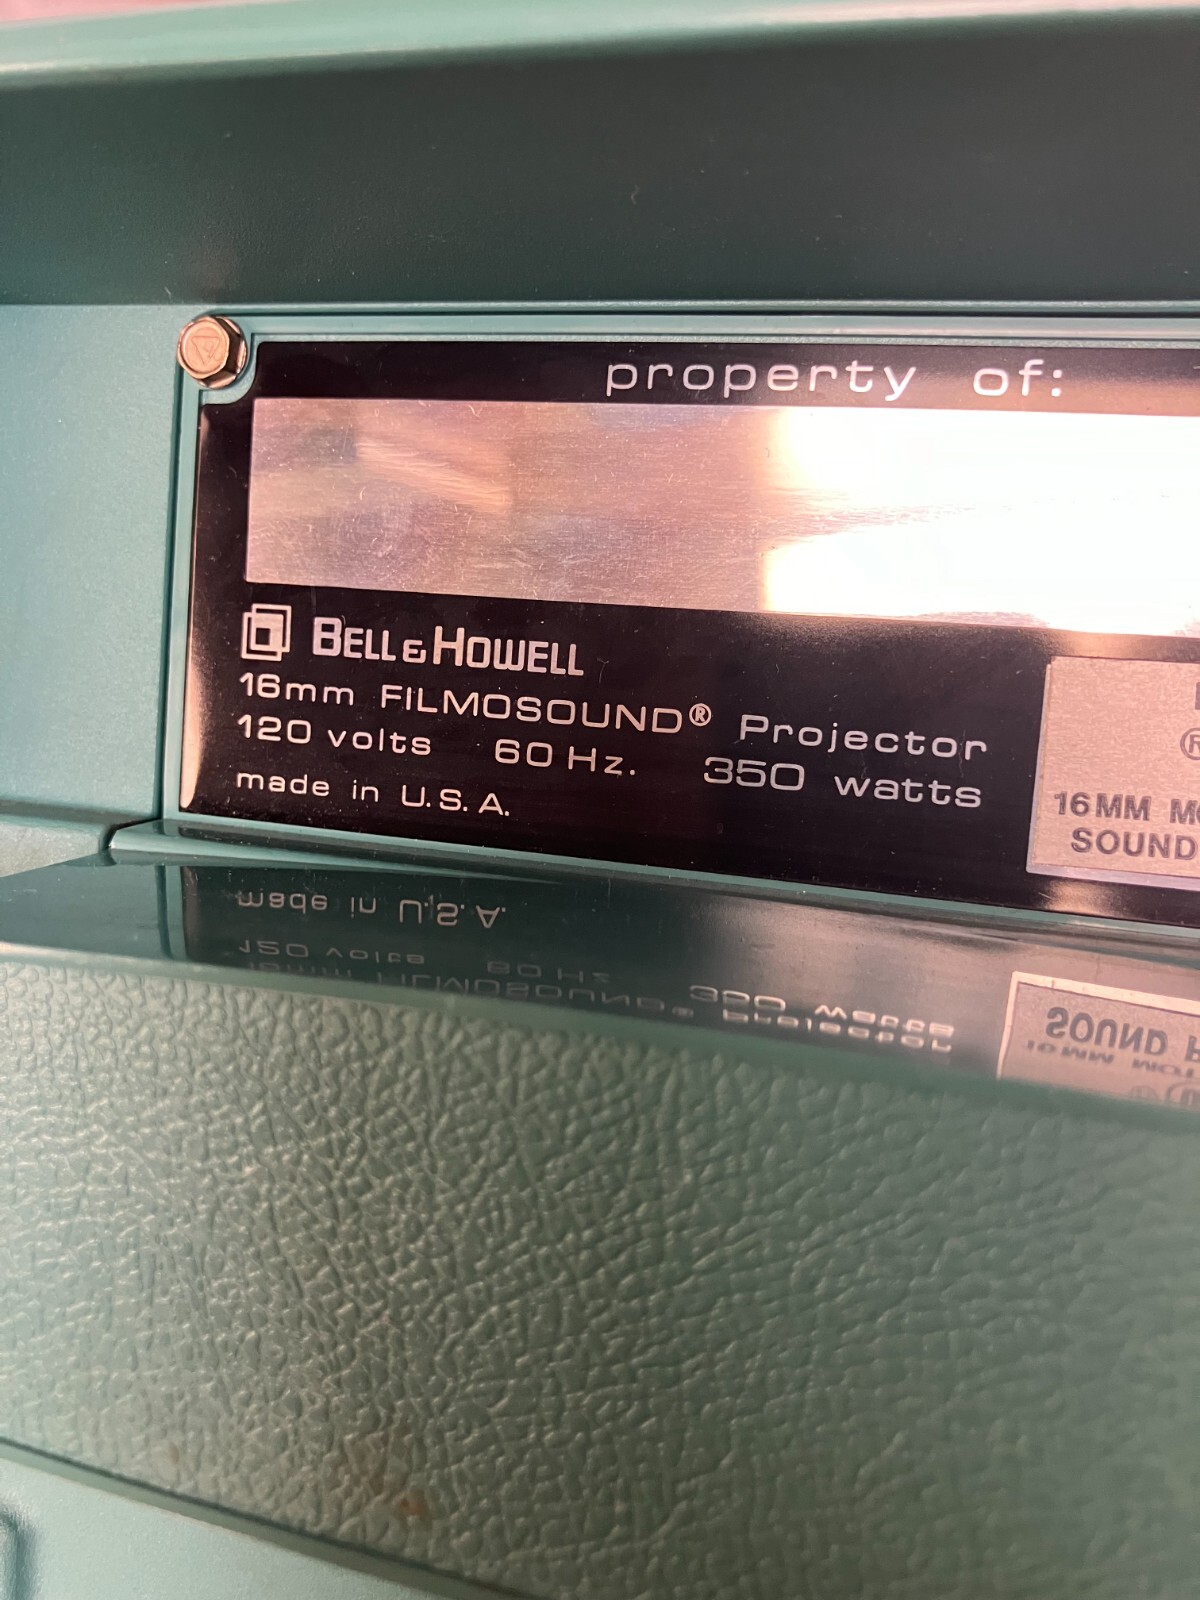 property of:
BELL & HOWELL
16mm FILMOSOUND® Projector
120 volts 60 Hz. 350 watts
made in U.S.A.
®
16MM
SOUND